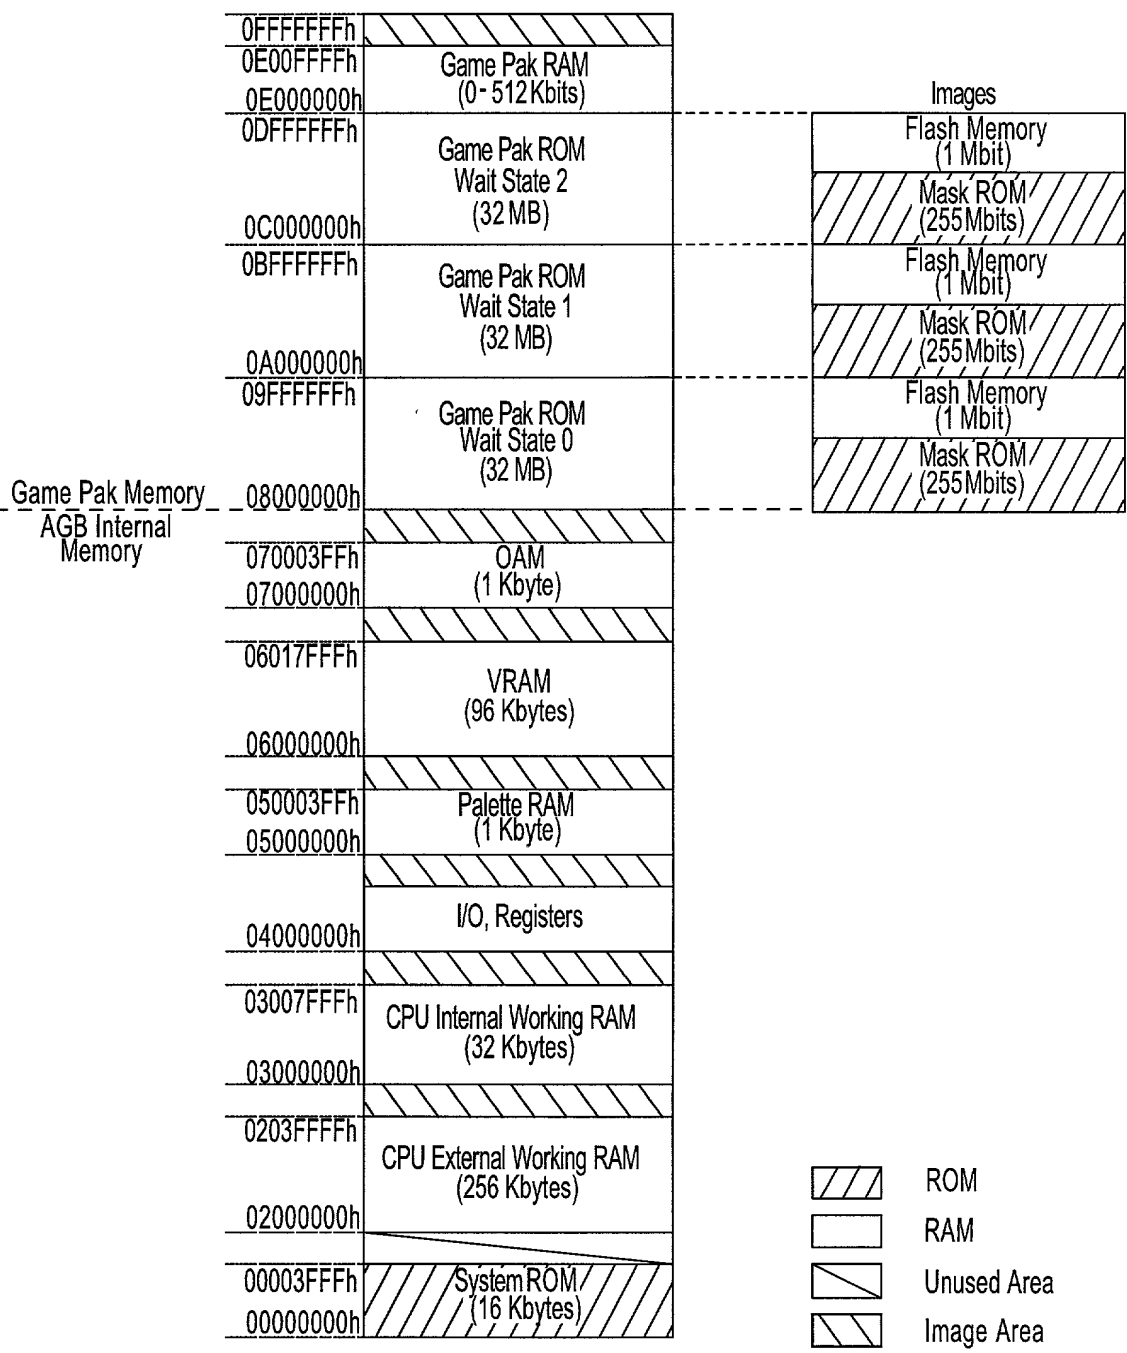 0FFFFFFFh
0E00FFFFh
Game Pak RAM
(0-512Kbits)
0E000000h
Images
0DFFFFFFh
Game Pak ROM
Wait State 2
(32MB)
0C000000h
Flash Memory
(1 Mbit)
Mask ROM
(255Mbits)
0BFFFFFFh
Game Pak ROM
Wait State 1
(32 MB)
0A000000h
Flash Memory
(1 Mbit)
Mask ROM
(255Mbits)
09FFFFFFh
Game Pak ROM
Wait State 0
(32 MB)
08000000h
Flash Memory
(1 Mbit)
Mask ROM
(255Mbits)
Game Pak Memory
AGB Internal
Memory
070003FFh
OAM
(1 Kbyte)
07000000h
06017FFFh
VRAM
(96 Kbytes)
06000000h
050003FFh
Palette RAM
(1 Kbyte)
05000000h
I/O, Registers
04000000h
03007FFFh
CPU Internal Working RAM
(32 Kbytes)
03000000h
0203FFFFh
CPU External Working RAM
(256 Kbytes)
02000000h
00003FFFh
System ROM
(16 Kbytes)
00000000h
ROM
RAM
Unused Area
Image Area